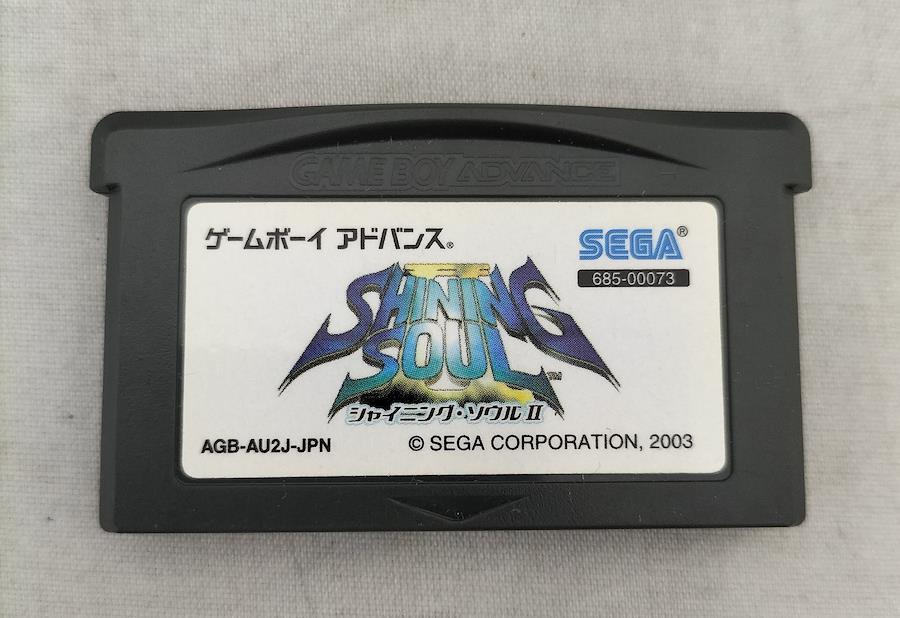 GAME BOY ADVANCE
ゲームボーイ アドバンス®
SEGA®
685-00073
SHINING
SOUL™
II
シャイニング・ソウルⅡ
AGB-AU2J-JPN
© SEGA CORPORATION, 2003